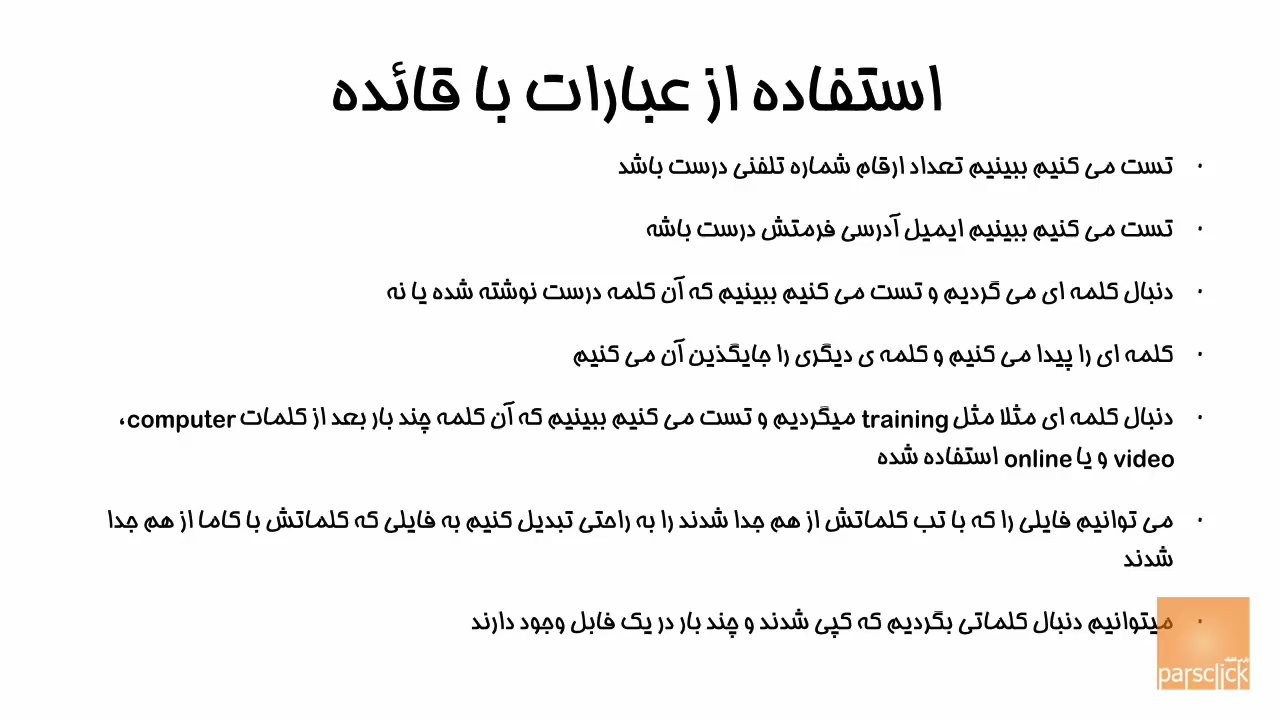 استفاده از عبارات با قائده
· تست می کنیم ببینیم تعداد ارقام شماره تلفنی درست باشد
· تست می کنیم ببینیم ایمیل آدرسی فرمتش درست باشه
· دنبال کلمه ای می گردیم و تست می کنیم ببینیم که آن کلمه درست نوشته شده یا نه
· کلمه ای را پیدا می کنیم و کلمه ی دیگری را جایگذین آن می کنیم
· دنبال کلمه ای مثلا مثل training میگردیم و تست می کنیم ببینیم که آن کلمه چند بار بعد از کلمات computer،
video و یا online استفاده شده
· می توانیم فایلی را که با تب کلماتش از هم جدا شدند را به راحتی تبدیل کنیم به فایلی که کلماتش با کاما از هم جدا
شدند
· میتوانیم دنبال کلماتی بگردیم که کپی شدند و چند بار در یک فابل وجود دارند
پارس کلیک
parsclick